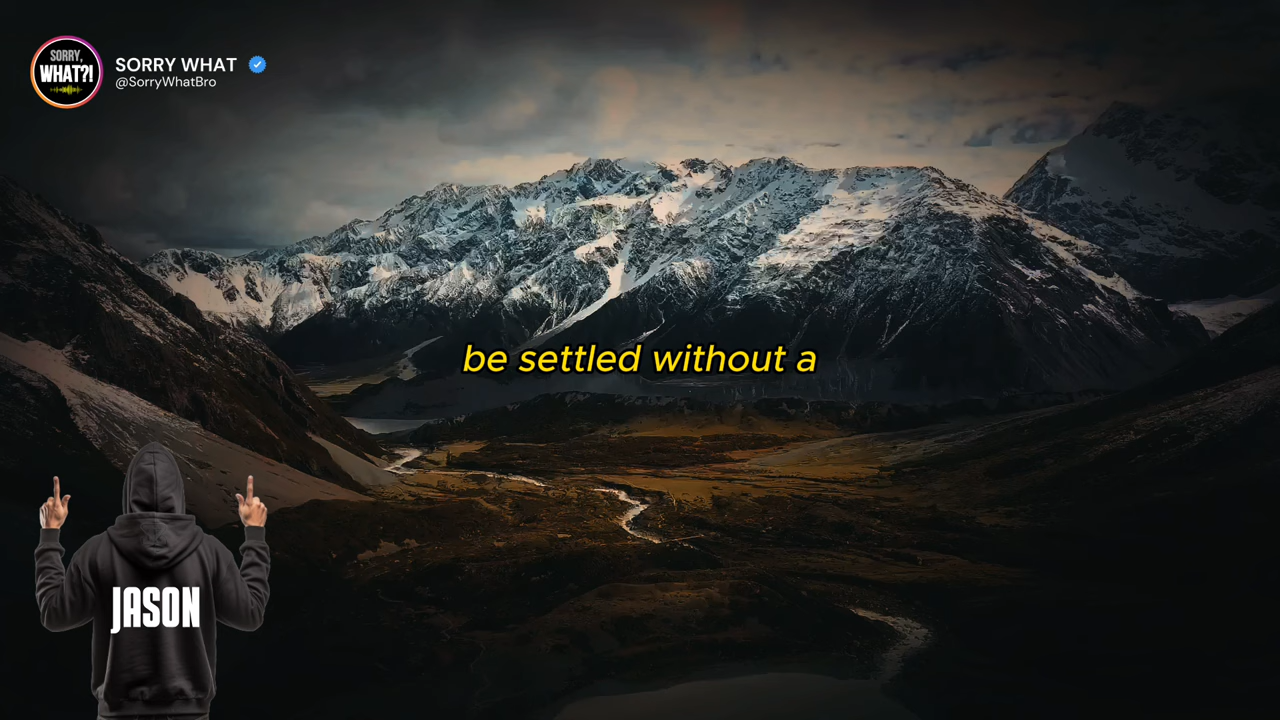 SORRY,
WHAT?!
SORRY WHAT
@SorryWhatBro
be settled without a
JASON